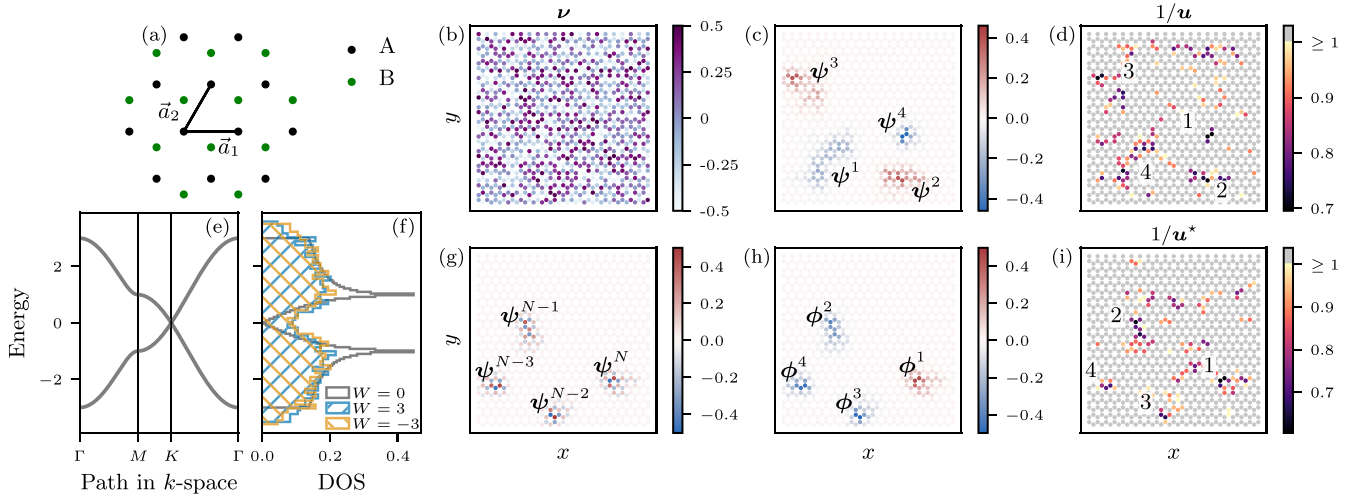 (a)
A
B
a⃗₂
a⃗₁
ν
(b)
y
0.5
0.25
0
-0.25
-0.5
(c)
ψ³
ψ⁴
ψ¹
ψ²
0.4
0.2
0.0
−0.2
−0.4
1/u
(d)
3
1
4
2
≥ 1
0.9
0.8
0.7
(e)
Energy
2
0
−2
Γ
M
K
Γ
Path in k-space
(f)
W = 0
W = 3
W = −3
0.0
0.2
0.4
DOS
(g)
y
ψᴺ⁻¹
ψᴺ⁻³
ψᴺ
ψᴺ⁻²
x
0.4
0.2
0.0
−0.2
−0.4
(h)
ϕ²
ϕ⁴
ϕ¹
ϕ³
x
0.4
0.2
0.0
−0.2
−0.4
1/u⋆
(i)
2
1
4
3
x
≥ 1
0.9
0.8
0.7